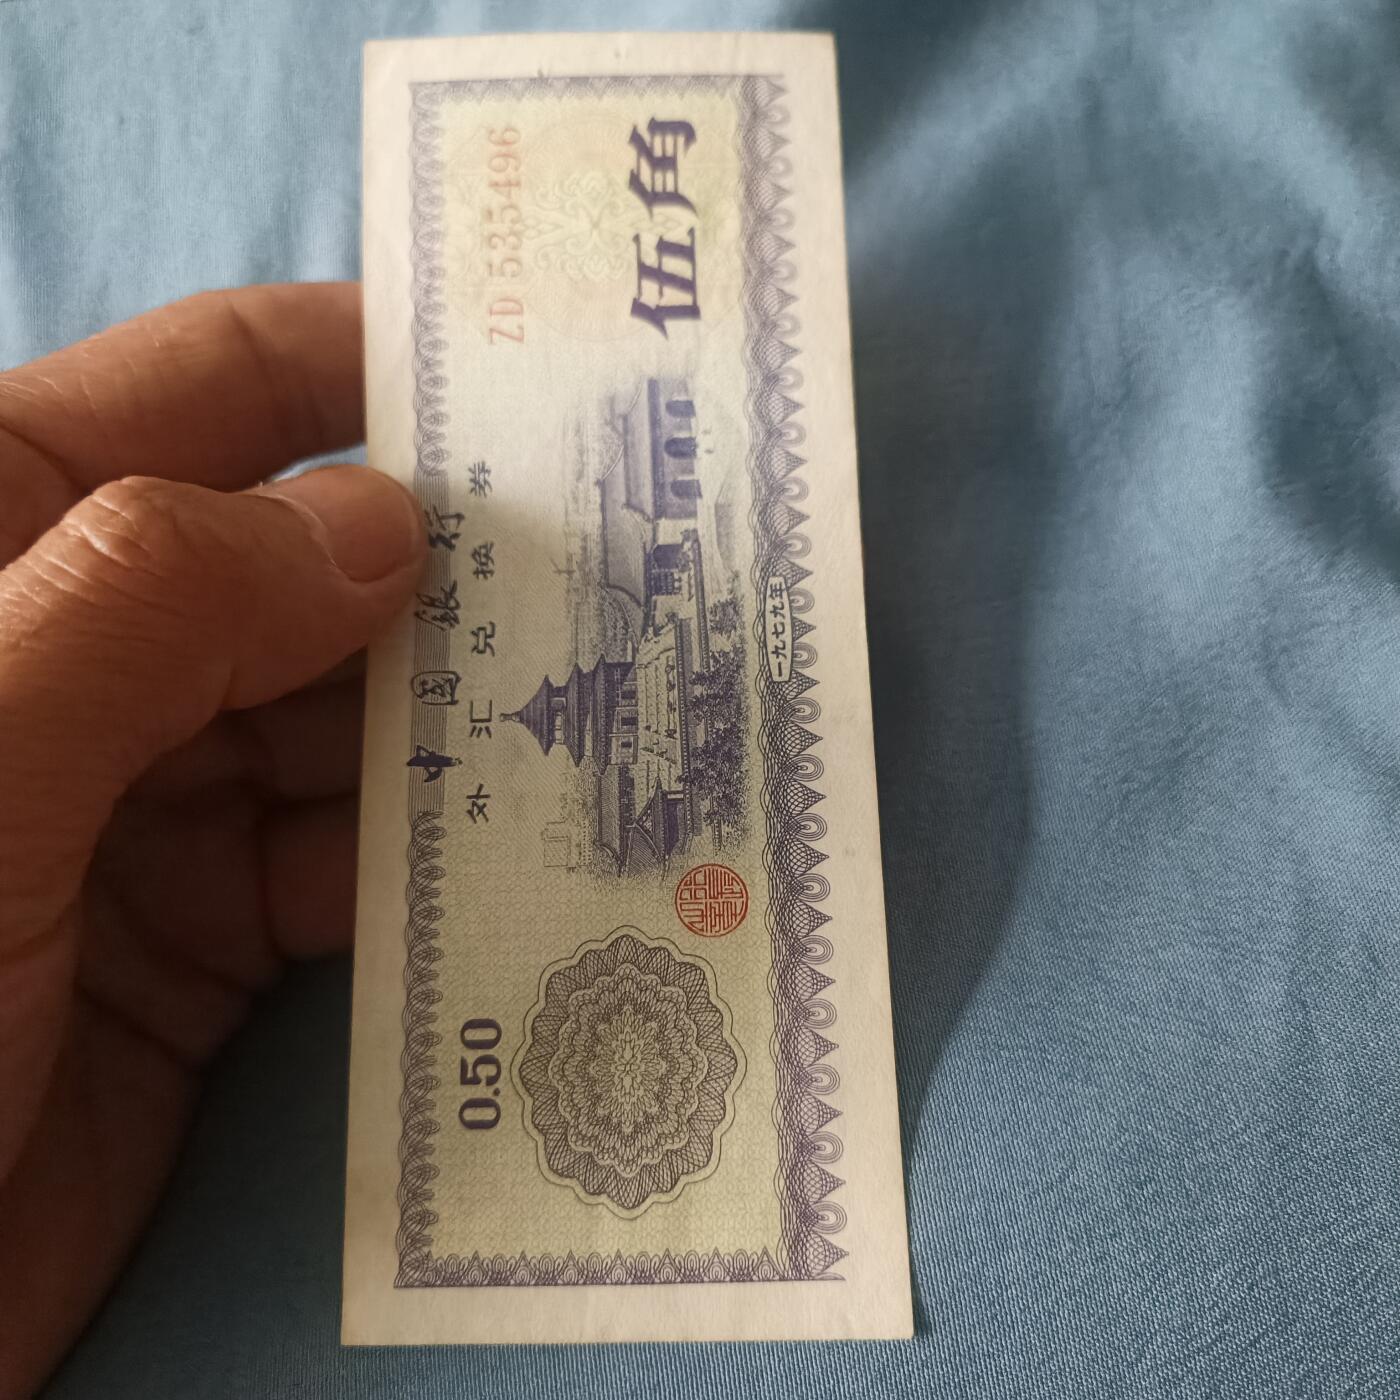 中國銀行
外汇兑换券
0.50
ZD 535496
伍角
一九七九年